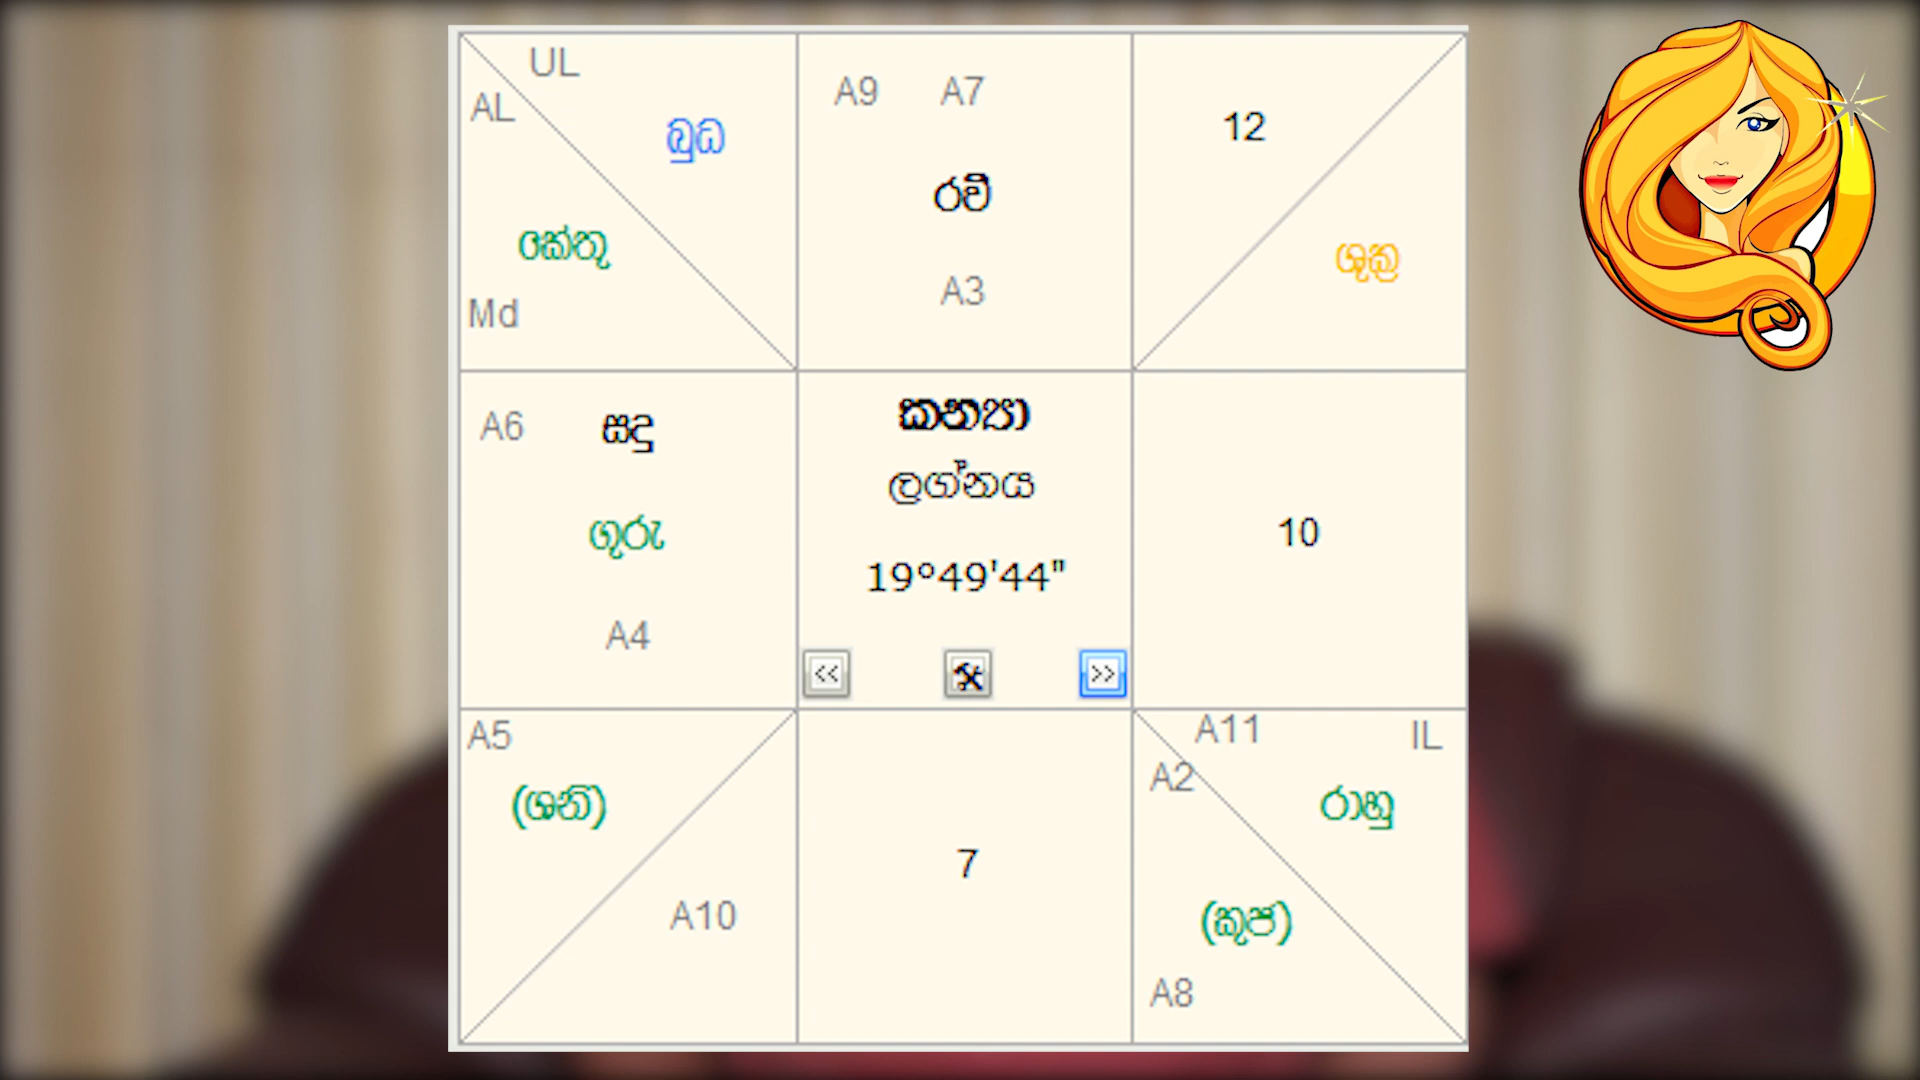 UL
AL
බුධ
කේතු
Md
A9 A7
රවි
A3
12
ශුක්‍ර
A6 සඳු
ගුරු
A4
කන්‍යා
ලග්නය
19°49'44"
<< >>
10
A5
(ශනි)
A10
7
A11 IL
A2
රාහු
(කුජ)
A8